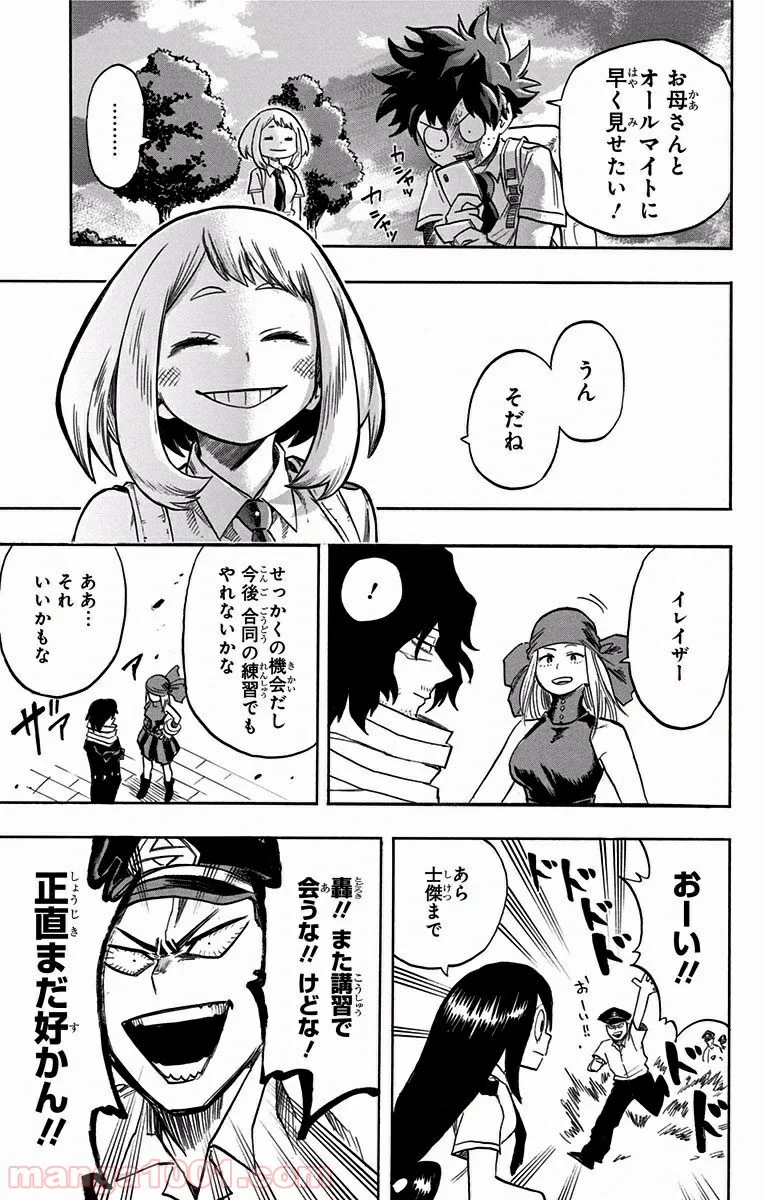 お母さんと
オールマイトに
早く見せたい!
カシャッ
カシャッ
………
うん
そだね
イレイザー
!
せっかくの機会だし
今後 合同の練習でも
やれないかな
ああ…
それ
いいかもな
ザァ
おーい!!
おーい!!
ドドドド
ドドド
あら
士傑まで
轟!! また講習で
会うな!! けどな!
正直まだ好かん!!
manga1001.com